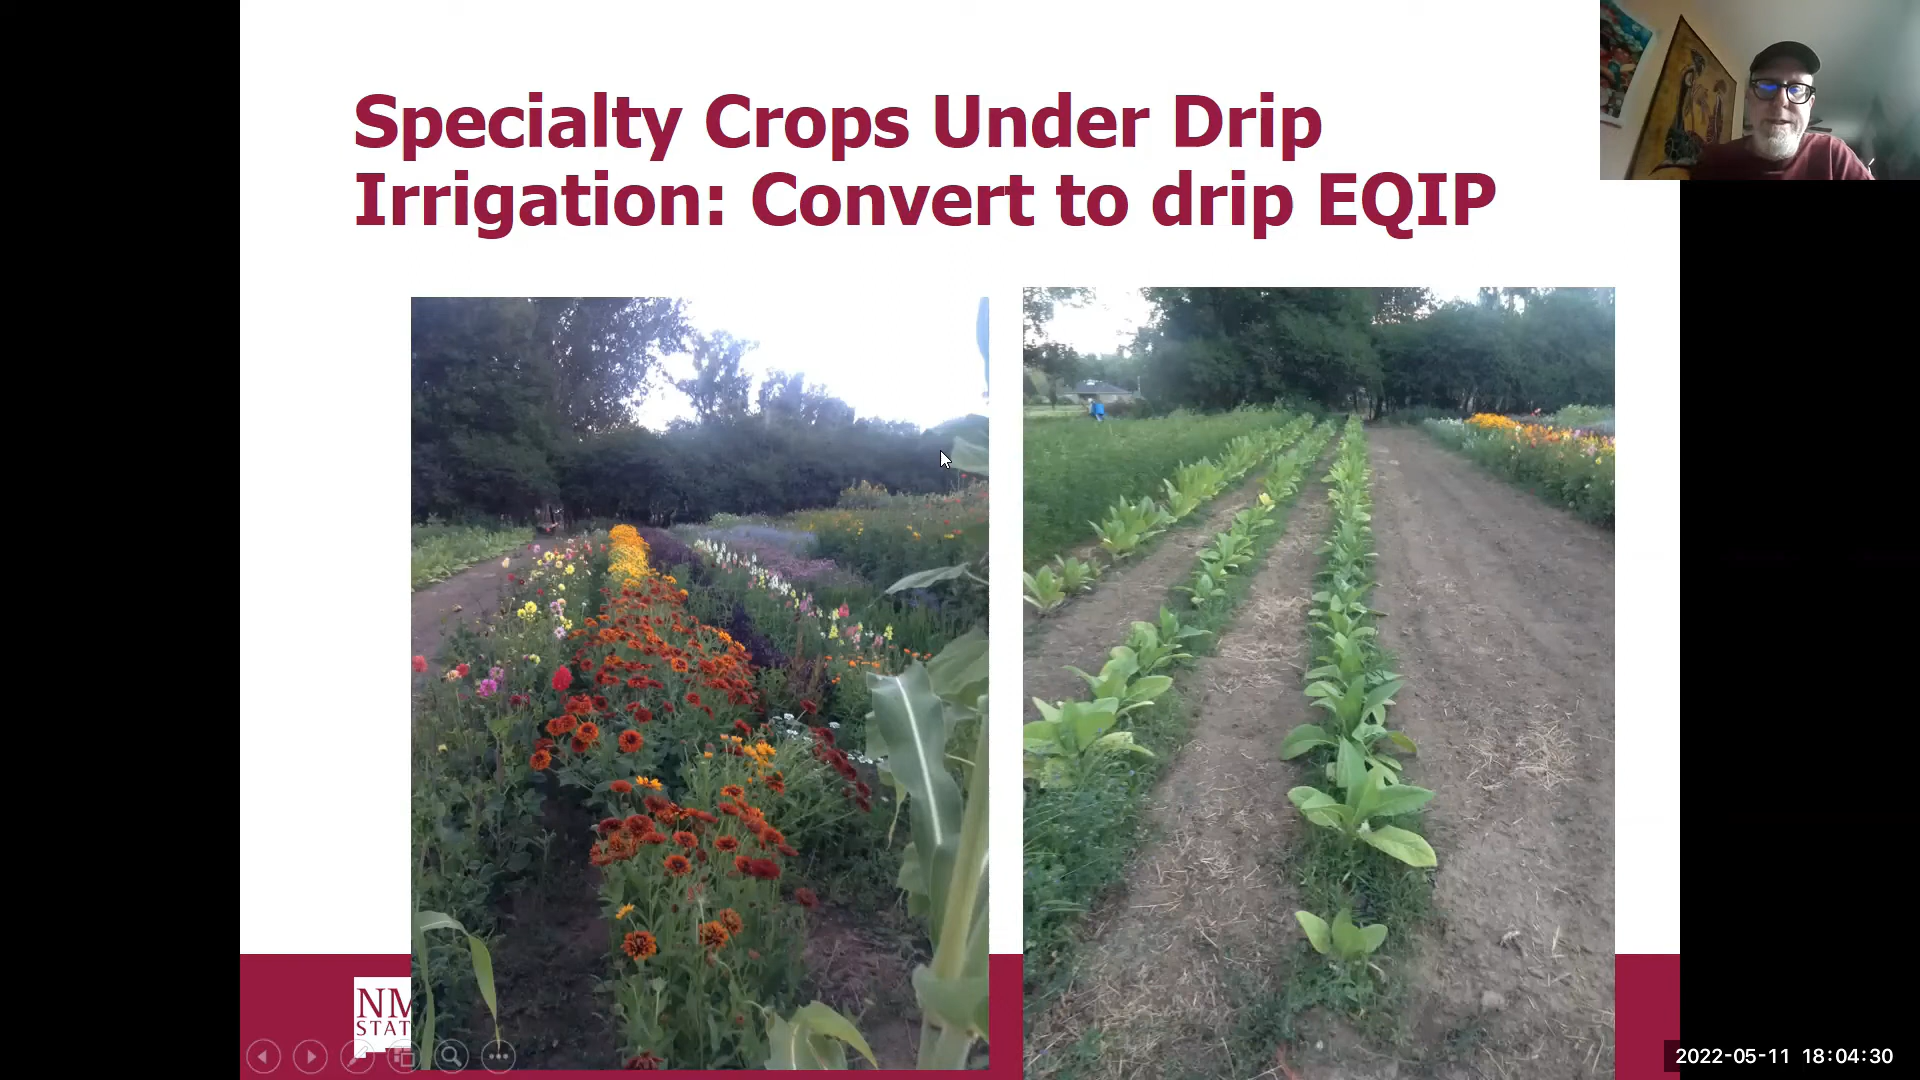 Specialty Crops Under Drip
Irrigation: Convert to drip EQIP
NM
STAT
2022-05-11 18:04:30